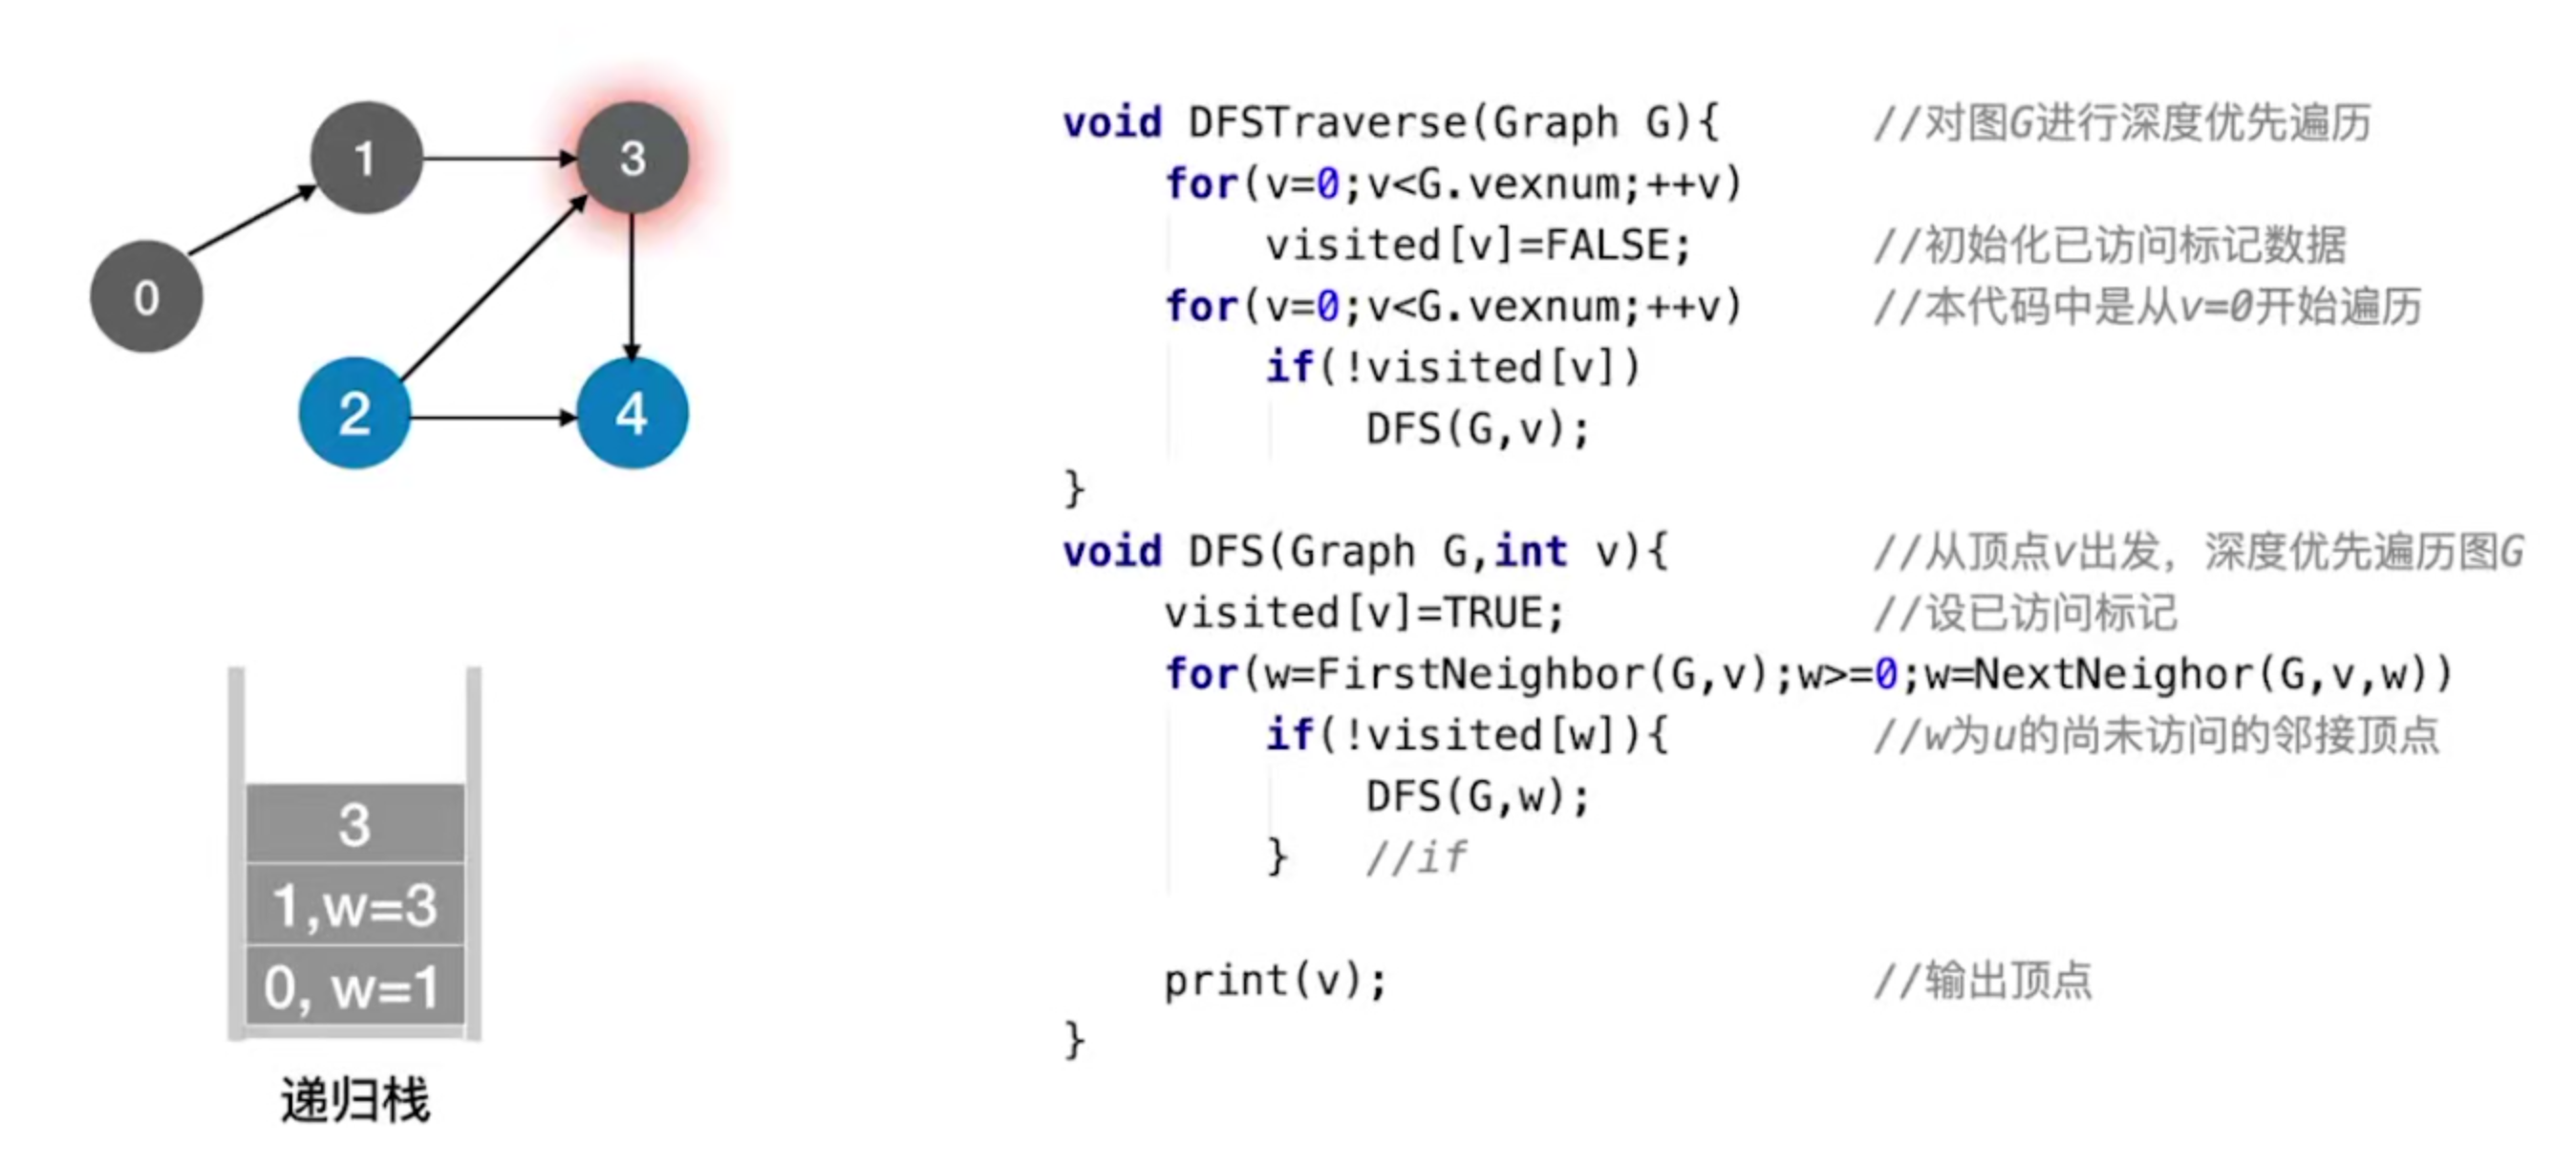 1
3
0
2
4
3
1,w=3
0, w=1
递归栈
void DFSTraverse(Graph G){ //对图G进行深度优先遍历
for(v=0;v<G.vexnum;++v)
visited[v]=FALSE; //初始化已访问标记数据
for(v=0;v<G.vexnum;++v) //本代码中是从v=0开始遍历
if(!visited[v])
DFS(G,v);
}
void DFS(Graph G,int v){ //从顶点v出发，深度优先遍历图G
visited[v]=TRUE; //设已访问标记
for(w=FirstNeighbor(G,v);w>=0;w=NextNeighor(G,v,w))
if(!visited[w]){ //w为u的尚未访问的邻接顶点
DFS(G,w);
} //if
print(v); //输出顶点
}